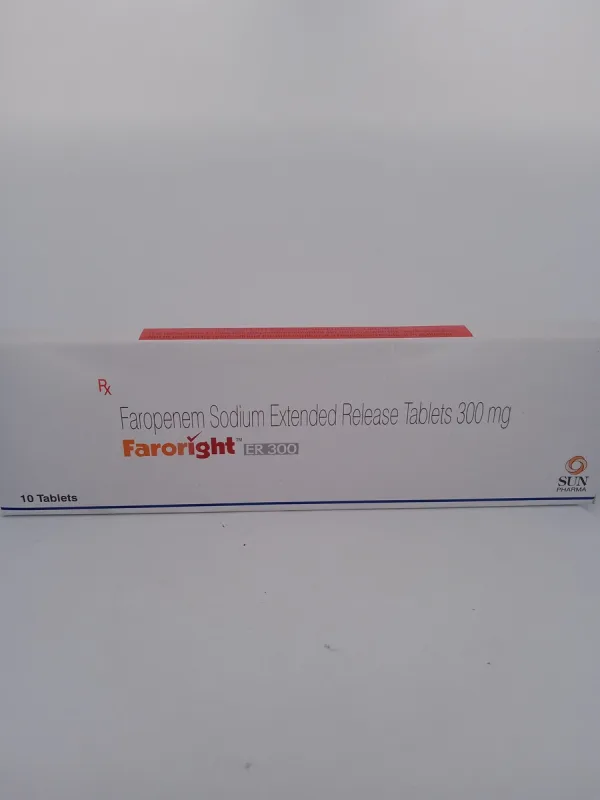 Rx
Faropenem Sodium Extended Release Tablets 300 mg
Faroright™ ER 300
10 Tablets
SUN
PHARMA